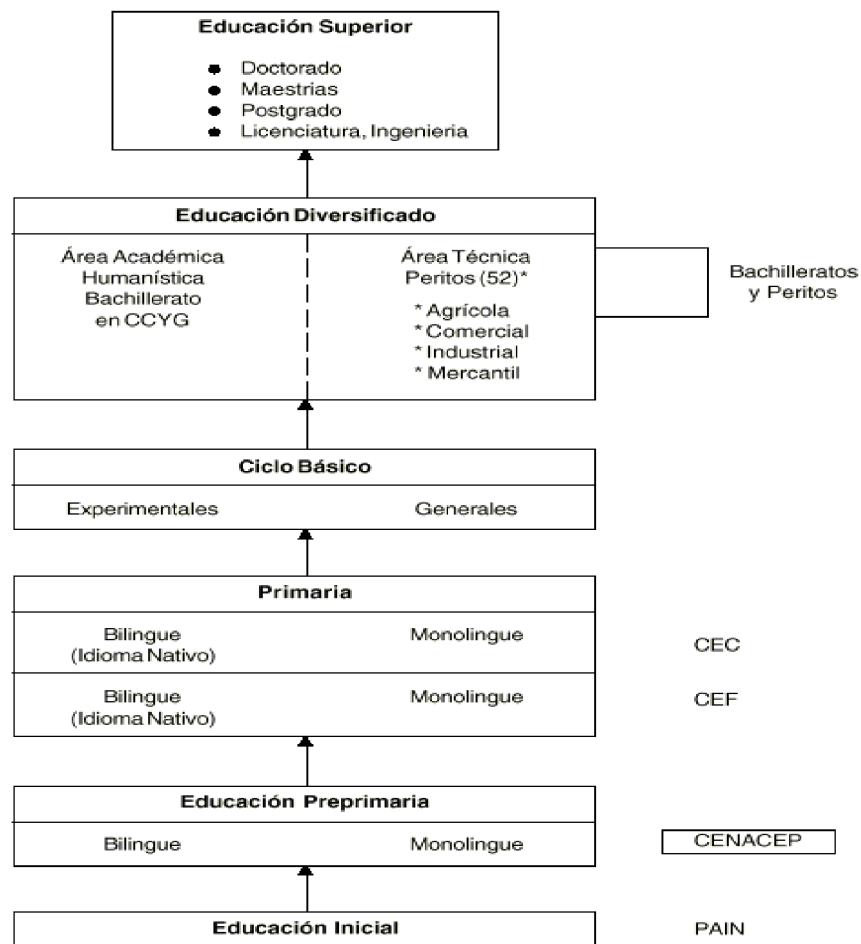 Educación Superior
● Doctorado
● Maestrias
● Postgrado
● Licenciatura, Ingenieria
Educación Diversificado
Área Académica
Humanística
Bachillerato
en CCYG
Área Técnica
Peritos (52)*
* Agrícola
* Comercial
* Industrial
* Mercantil
Bachilleratos
y Peritos
Ciclo Básico
Experimentales
Generales
Primaria
Bilingue
(Idioma Nativo)
Monolingue
CEC
Bilingue
(Idioma Nativo)
Monolingue
CEF
Educación Preprimaria
Bilingue
Monolingue
CENACEP
Educación Inicial
PAIN